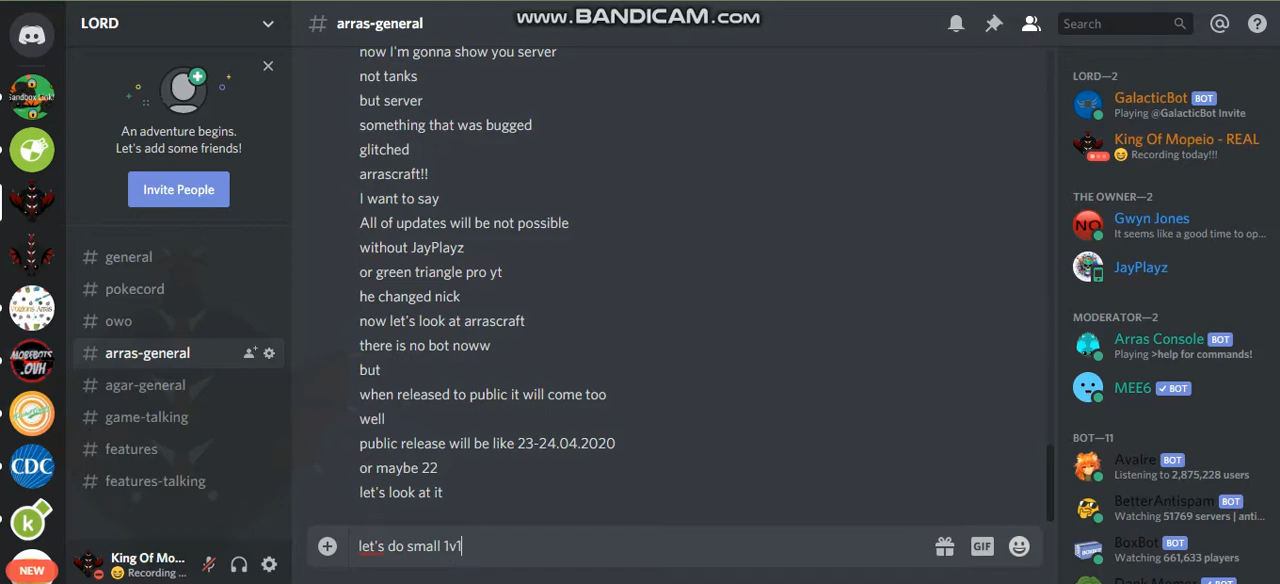 www.BANDICAM.com
LORD
arras-general
Search
An adventure begins.
Let's add some friends!
Invite People
general
pokecord
owo
arras-general
agar-general
game-talking
features
features-talking
now I'm gonna show you server
not tanks
but server
something that was bugged
glitched
arrascraft!!
I want to say
All of updates will be not possible
without JayPlayz
or green triangle pro yt
he changed nick
now let's look at arrascraft
there is no bot noww
but
when released to public it will come too
well
public release will be like 23-24.04.2020
or maybe 22
let's look at it
let's do small 1v1
GIF
LORD—2
GalacticBot BOT
Playing @GalacticBot Invite
King Of Mopeio - REAL
Recording today!!!
THE OWNER—2
Gwyn Jones
It seems like a good time to op...
JayPlayz
MODERATOR—2
Arras Console BOT
Playing >help for commands!
MEE6 BOT
BOT—11
Avaire BOT
Listening to 2,875,228 users
BetterAntispam BOT
Watching 51769 servers | anti...
BoxBot BOT
Watching 661,633 players
Dank Memer BOT
King Of Mo...
Recording ...
MOREBOTS
.OVH
CDC
k
NEW
NO